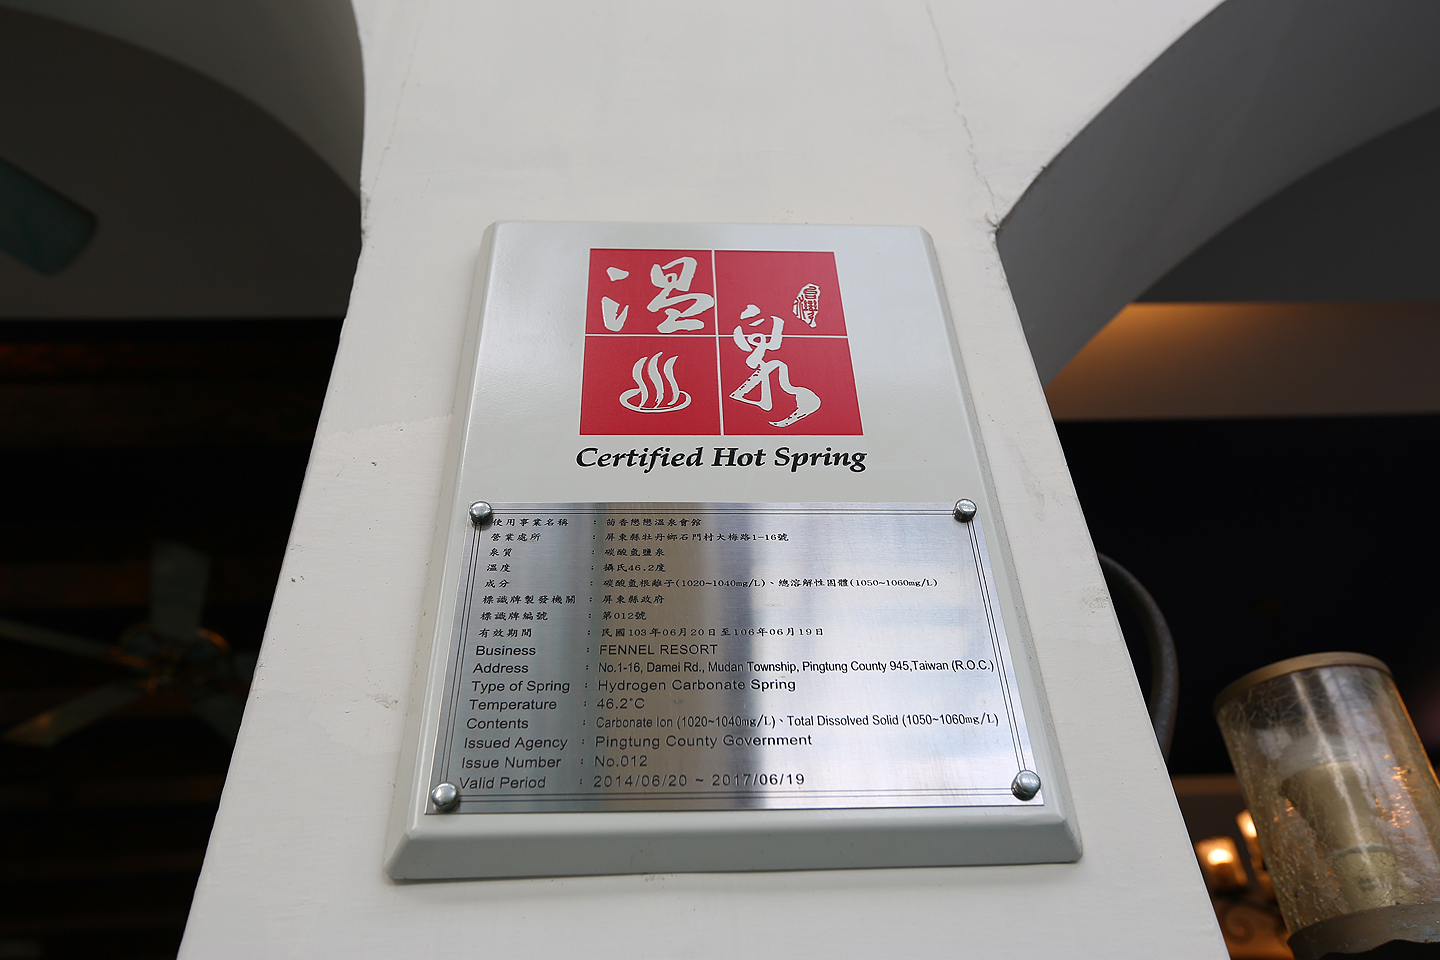 溫泉
台灣
Certified Hot Spring
使用事業名稱 : 茴香戀戀溫泉會館
營業處所 : 屏東縣牡丹鄉石門村大梅路1-16號
泉質 : 碳酸氫鹽泉
溫度 : 攝氏46.2度
成分 : 碳酸氫根離子(1020~1040mg/L)、總溶解性固體(1050~1060mg/L)
標識牌製發機關 : 屏東縣政府
標識牌編號 : 第012號
有效期間 : 民國103年06月20日至106年06月19日
Business : FENNEL RESORT
Address : No.1-16, Damei Rd., Mudan Township, Pingtung County 945,Taiwan (R.O.C.)
Type of Spring : Hydrogen Carbonate Spring
Temperature : 46.2°C
Contents : Carbonate Ion (1020~1040mg/L)、Total Dissolved Solid (1050~1060mg/L)
Issued Agency : Pingtung County Government
Issue Number : No.012
Valid Period : 2014/06/20 ~ 2017/06/19